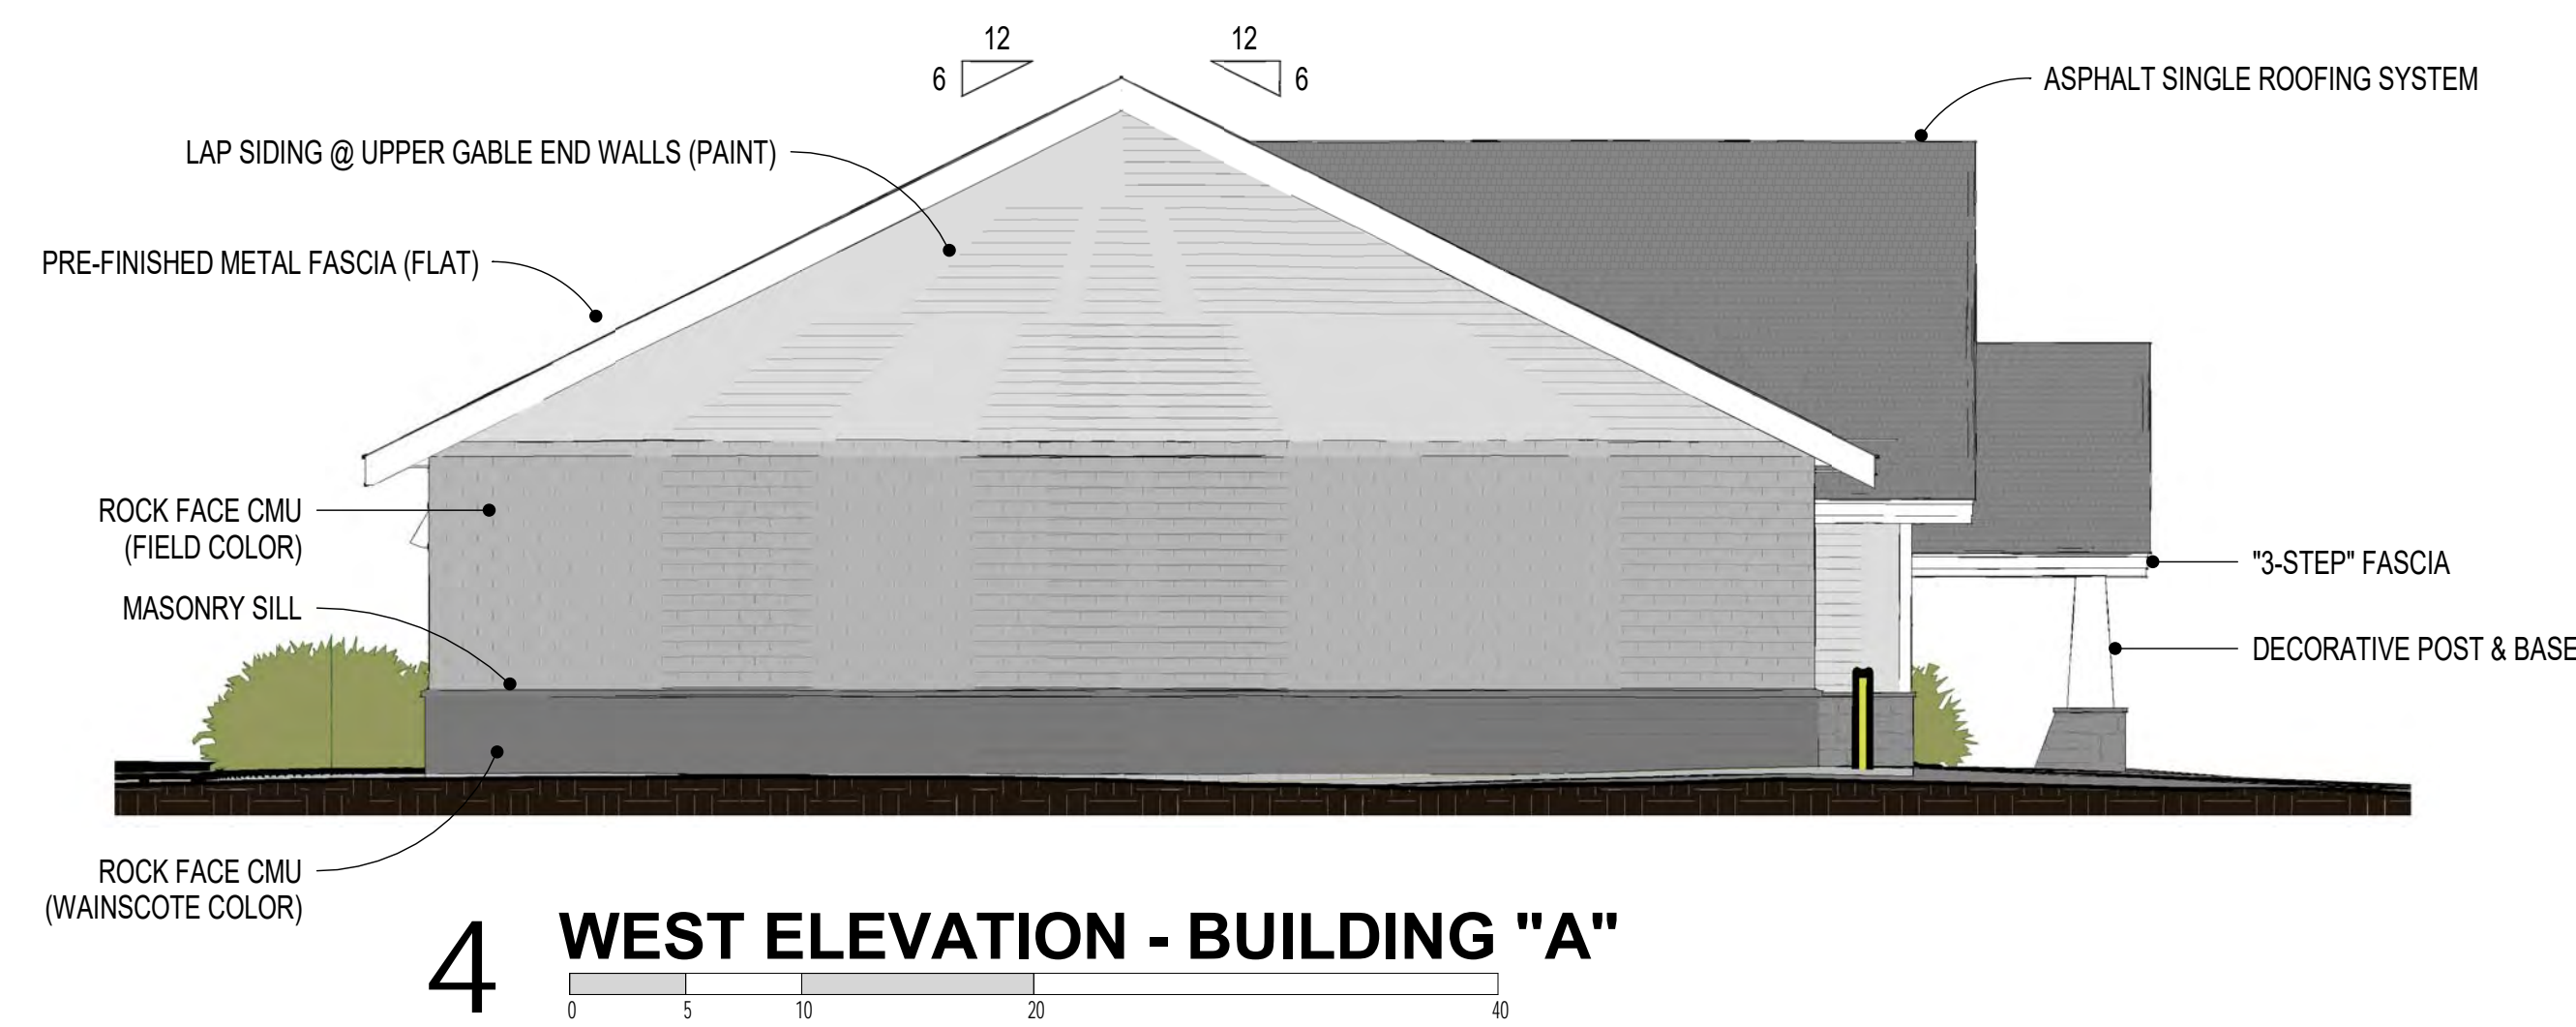 12
12
6
6
ASPHALT SINGLE ROOFING SYSTEM
LAP SIDING @ UPPER GABLE END WALLS (PAINT)
PRE-FINISHED METAL FASCIA (FLAT)
ROCK FACE CMU
(FIELD COLOR)
"3-STEP" FASCIA
MASONRY SILL
DECORATIVE POST & BASE
ROCK FACE CMU
(WAINSCOTE COLOR)
4
WEST ELEVATION - BUILDING "A"
0 5 10 20 40